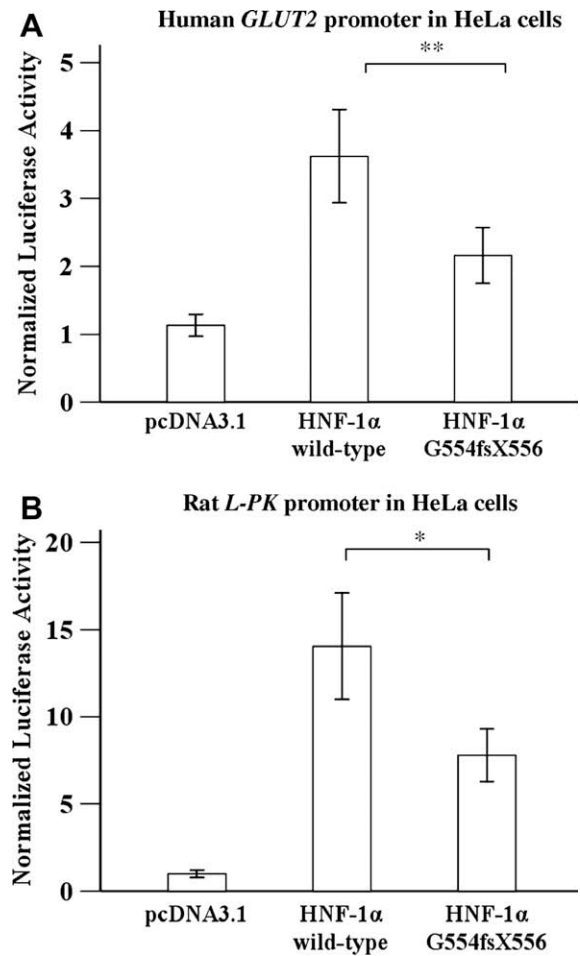 A
Human GLUT2 promoter in HeLa cells
**
Normalized Luciferase Activity
5
4
3
2
1
0
pcDNA3.1
HNF-1α
wild-type
HNF-1α
G554fsX556
B
Rat L-PK promoter in HeLa cells
*
Normalized Luciferase Activity
20
15
10
5
0
pcDNA3.1
HNF-1α
wild-type
HNF-1α
G554fsX556